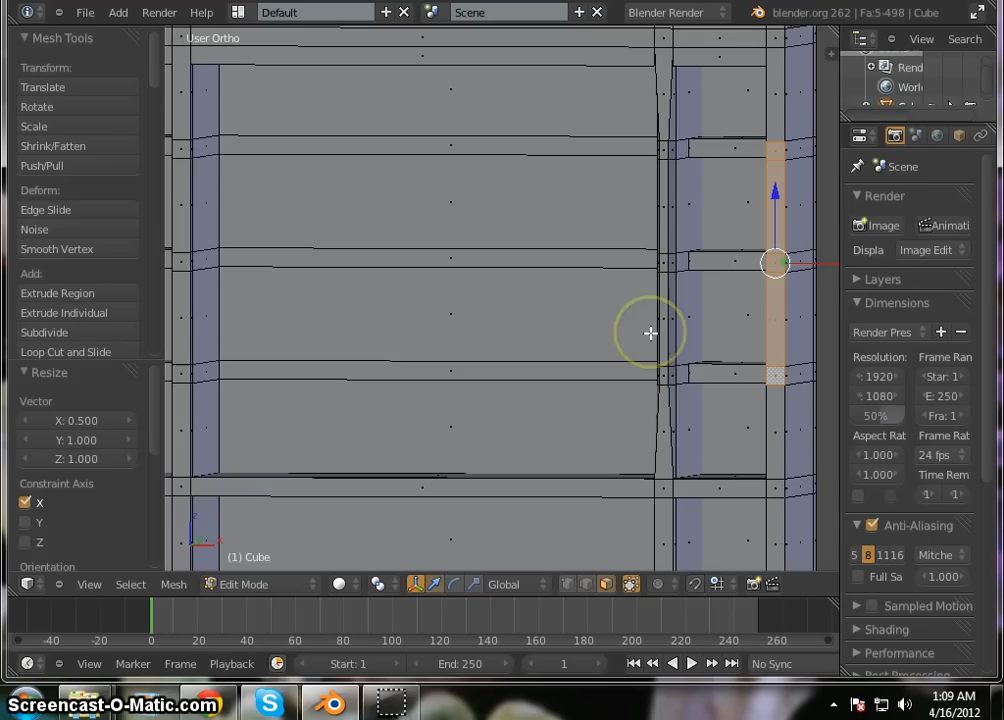 File Add Render Help Default Scene Blender Render blender.org 262 | Fa:5-498 | Cube
Mesh Tools
Transform:
Translate
Rotate
Scale
Shrink/Fatten
Push/Pull
Deform:
Edge Slide
Noise
Smooth Vertex
Add:
Extrude Region
Extrude Individual
Subdivide
Loop Cut and Slide
Resize
Vector
X: 0.500
Y: 1.000
Z: 1.000
Constraint Axis
X
Y
Z
Orientation
User Ortho
(1) Cube
View Select Mesh Edit Mode Global
View Search
Rend
Worl
Scene
Render
Image Animati
Displa Image Edit
Layers
Dimensions
Render Pres
Resolution: Frame Ran
1920 Star: 1
1080 E: 250
50% Fra: 1
Aspect Rat Frame Rat
1.000 24 fps
1.000 Time Rem
1 1
Anti-Aliasing
5 8 1116 Mitche
Full Sa 1.000
Sampled Motion
Shading
Performance
-40 -20 0 20 40 60 80 100 120 140 160 180 200 220 240 260
View Marker Frame Playback Start: 1 End: 250 1 No Sync
Screencast-O-Matic.com
1:09 AM
4/16/2012